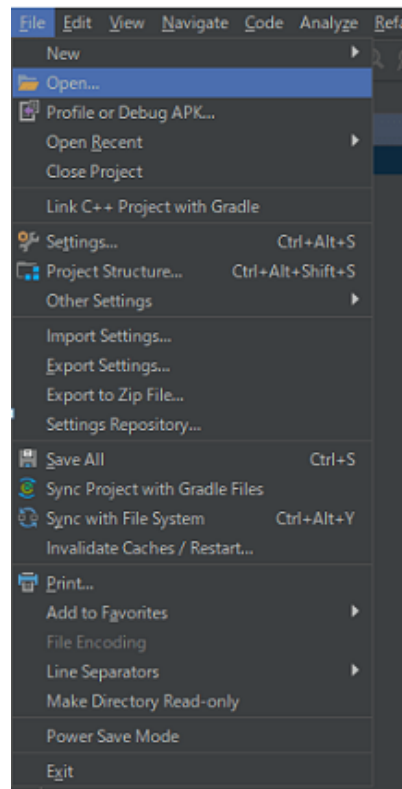 File Edit View Navigate Code Analyze Refa
New
Open...
Profile or Debug APK...
Open Recent
Close Project
Link C++ Project with Gradle
Settings... Ctrl+Alt+S
Project Structure... Ctrl+Alt+Shift+S
Other Settings
Import Settings...
Export Settings...
Export to Zip File...
Settings Repository...
Save All Ctrl+S
Sync Project with Gradle Files
Sync with File System Ctrl+Alt+Y
Invalidate Caches / Restart...
Print...
Add to Favorites
File Encoding
Line Separators
Make Directory Read-only
Power Save Mode
Exit